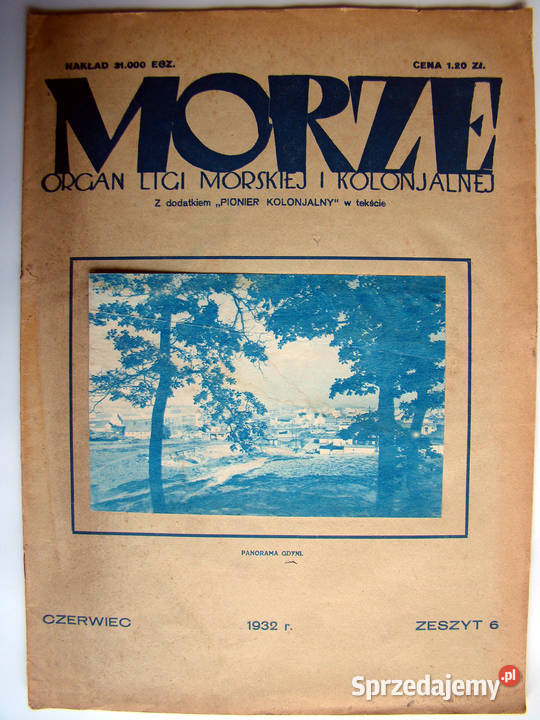 NAKŁAD 31.000 EGZ. CENA 1.20 Zł.
MORZE
ORGAN LIGI MORSKIEJ I KOLONJALNEJ
Z dodatkiem „PIONIER KOLONJALNY" w tekście
PANORAMA GDYNI.
CZERWIEC 1932 r. ZESZYT 6
Sprzedajemy.pl